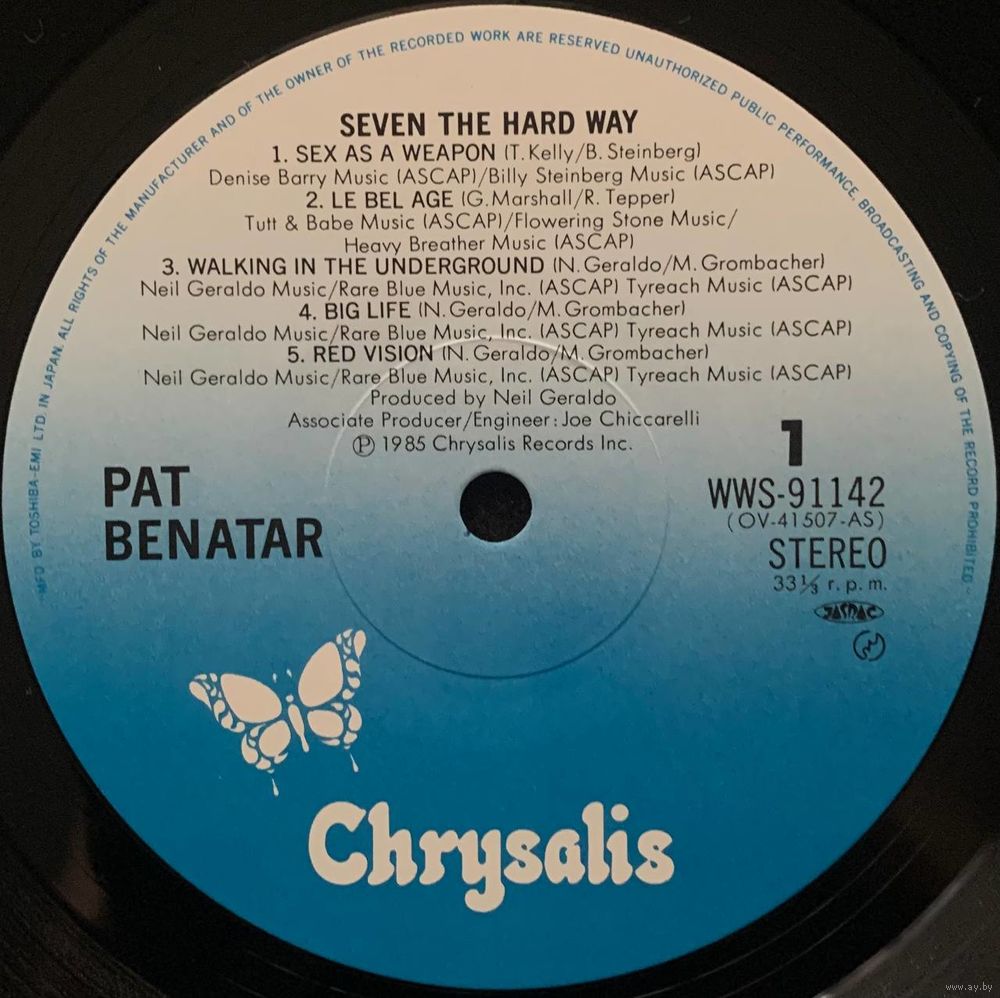 MFD BY TOSHIBA-EMI LTD. IN JAPAN. ALL RIGHTS OF THE MANUFACTURER AND OF THE OWNER OF THE RECORDED WORK ARE RESERVED UNAUTHORIZED PUBLIC PERFORMANCE, BROADCASTING AND COPYING OF THE RECORD PROHIBITED
SEVEN THE HARD WAY
1. SEX AS A WEAPON (T. Kelly/B. Steinberg)
Denise Barry Music (ASCAP)/Billy Steinberg Music (ASCAP)
2. LE BEL AGE (G. Marshall/R. Tepper)
Tutt & Babe Music (ASCAP)/Flowering Stone Music/
Heavy Breather Music (ASCAP)
3. WALKING IN THE UNDERGROUND (N. Geraldo/M. Grombacher)
Neil Geraldo Music/Rare Blue Music, Inc. (ASCAP) Tyreach Music (ASCAP)
4. BIG LIFE (N. Geraldo/M. Grombacher)
Neil Geraldo Music/Rare Blue Music, Inc. (ASCAP) Tyreach Music (ASCAP)
5. RED VISION (N. Geraldo/M. Grombacher)
Neil Geraldo Music/Rare Blue Music, Inc. (ASCAP) Tyreach Music (ASCAP)
Produced by Neil Geraldo
Associate Producer/Engineer: Joe Chiccarelli
Ⓟ 1985 Chrysalis Records Inc.
PAT
BENATAR
1
WWS-91142
(OV-41507-AS)
STEREO
33⅓ r.p.m.
JASRAC
Chrysalis
www.ay.by